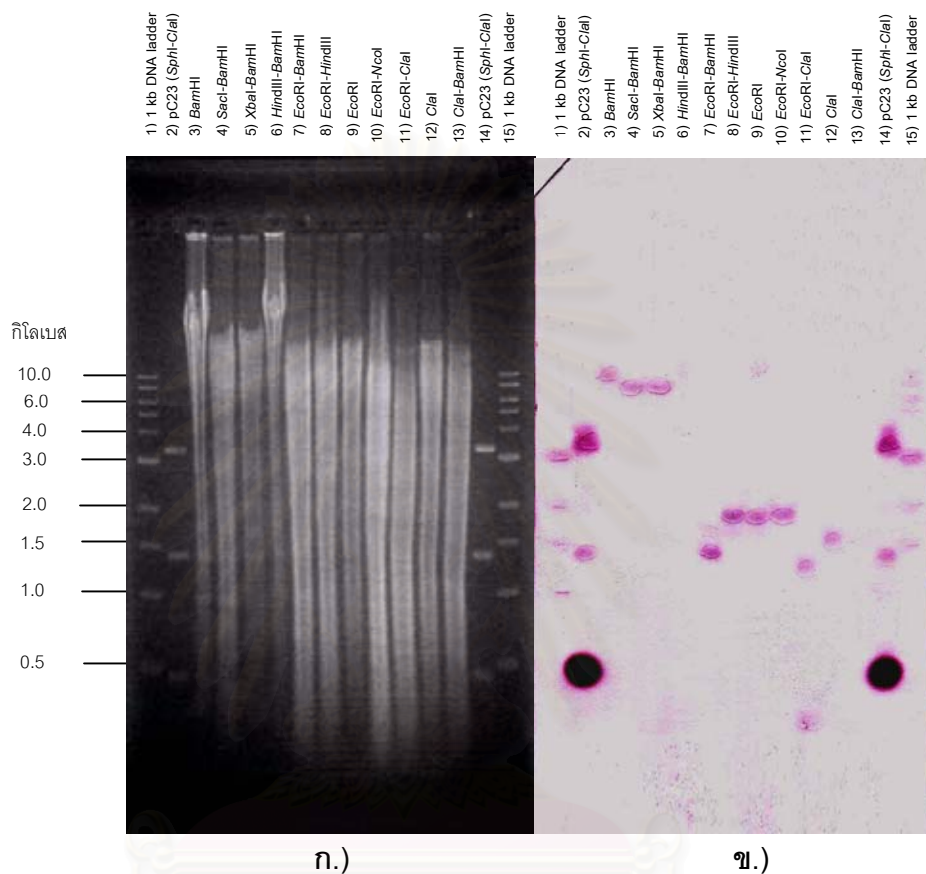 1) 1 kb DNA ladder
2) pC23 (SphI-ClaI)
3) BamHI
4) SacI-BamHI
5) XbaI-BamHI
6) HindIII-BamHI
7) EcoRI-BamHI
8) EcoRI-HindIII
9) EcoRI
10) EcoRI-NcoI
11) EcoRI-ClaI
12) ClaI
13) ClaI-BamHI
14) pC23 (SphI-ClaI)
15) 1 kb DNA ladder
1) 1 kb DNA ladder
2) pC23 (SphI-ClaI)
3) BamHI
4) SacI-BamHI
5) XbaI-BamHI
6) HindIII-BamHI
7) EcoRI-BamHI
8) EcoRI-HindIII
9) EcoRI
10) EcoRI-NcoI
11) EcoRI-ClaI
12) ClaI
13) ClaI-BamHI
14) pC23 (SphI-ClaI)
15) 1 kb DNA ladder
กิโลเบส
10.0
6.0
4.0
3.0
2.0
1.5
1.0
0.5
ก.)
ข.)